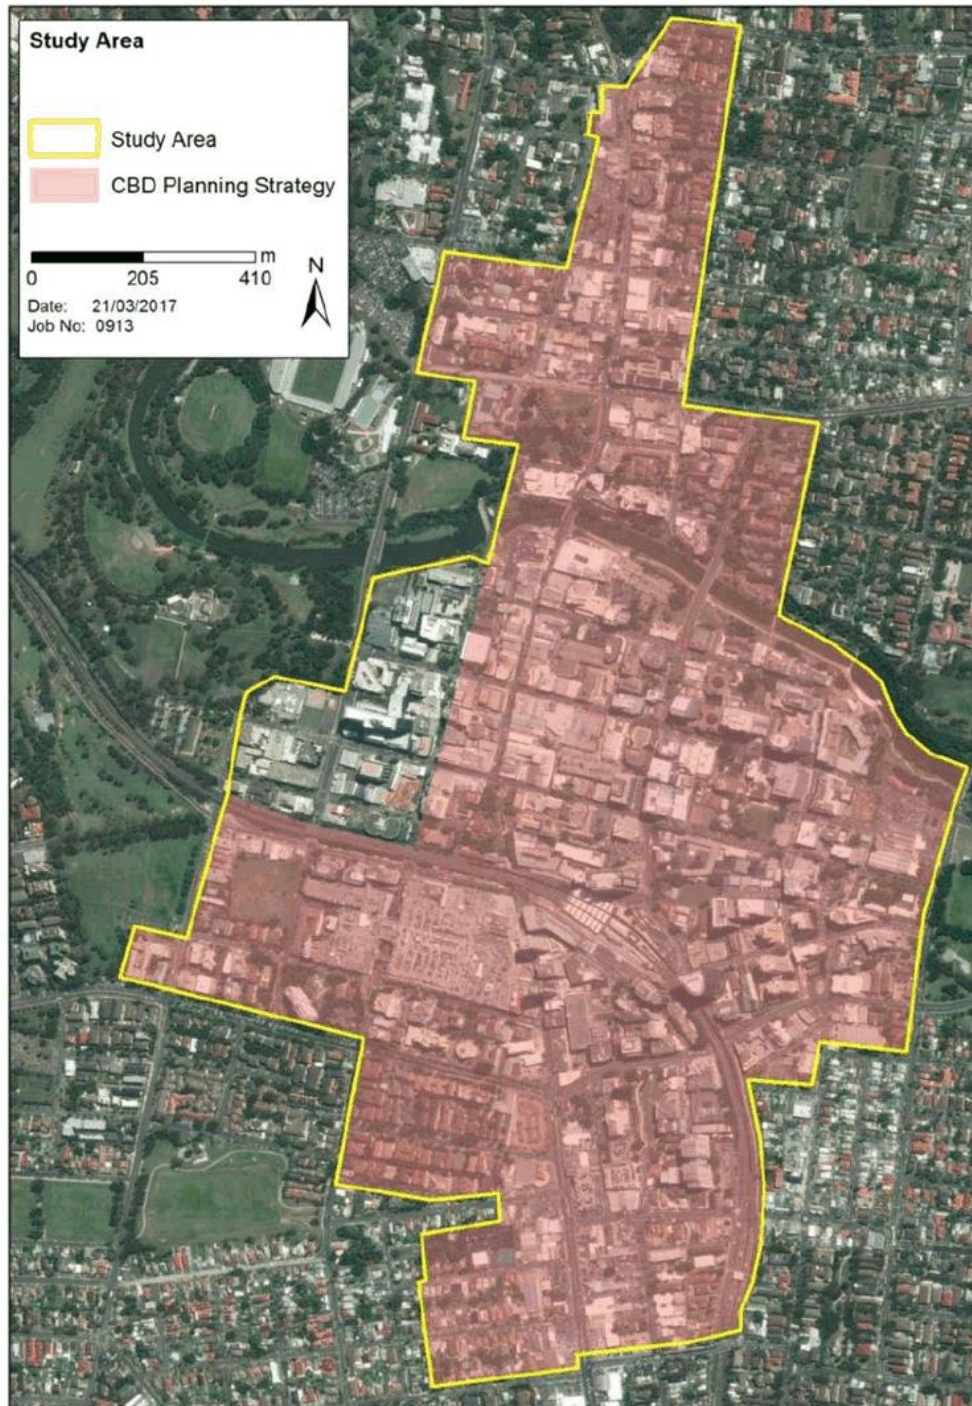 Study Area
Study Area
CBD Planning Strategy
m
0 205 410
N
Date: 21/03/2017
Job No: 0913